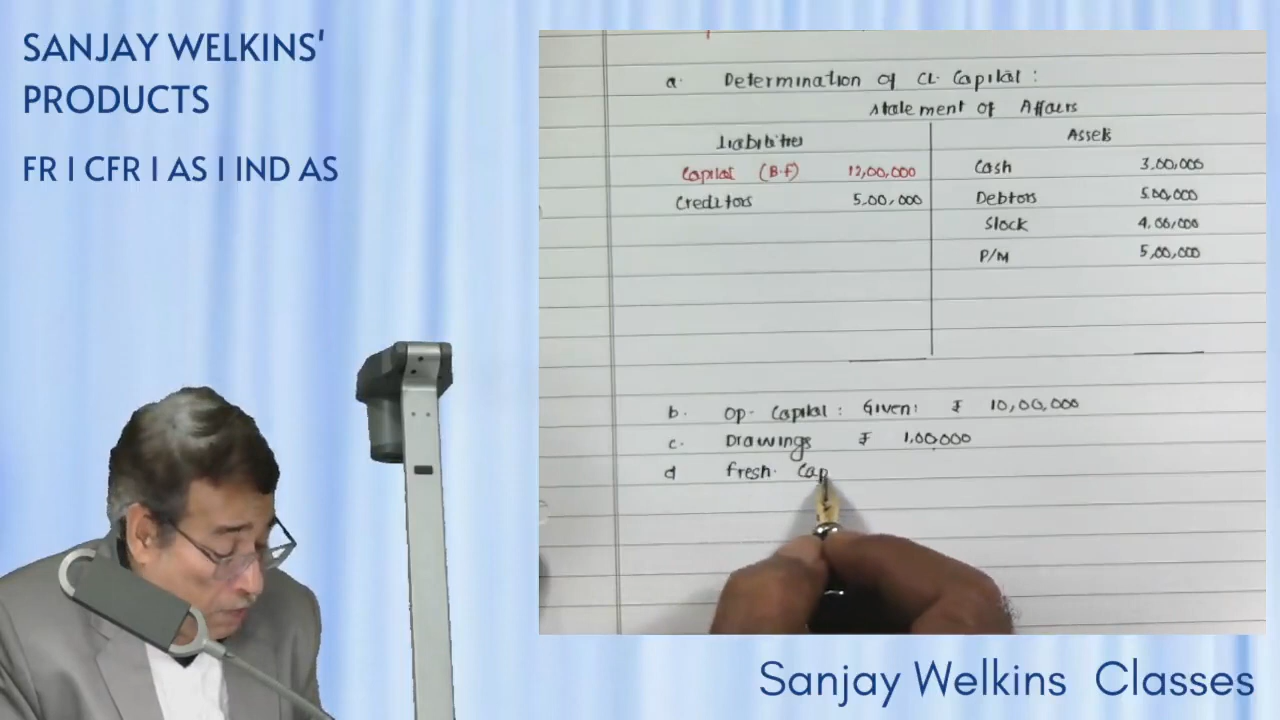 SANJAY WELKINS'
PRODUCTS
FR I CFR I AS I IND AS
a. Determination of CL. Capital :
Statement of Affairs
Liabilities Assets
Capital (B.F) 12,00,000 Cash 3,00,000
Creditors 5,00,000 Debtors 5,00,000
Stock 4,00,000
P/M 5,00,000
b. Op. Capital : Given: ₹ 10,00,000
c. Drawings ₹ 1,00,000
d Fresh. Cap
Sanjay Welkins Classes